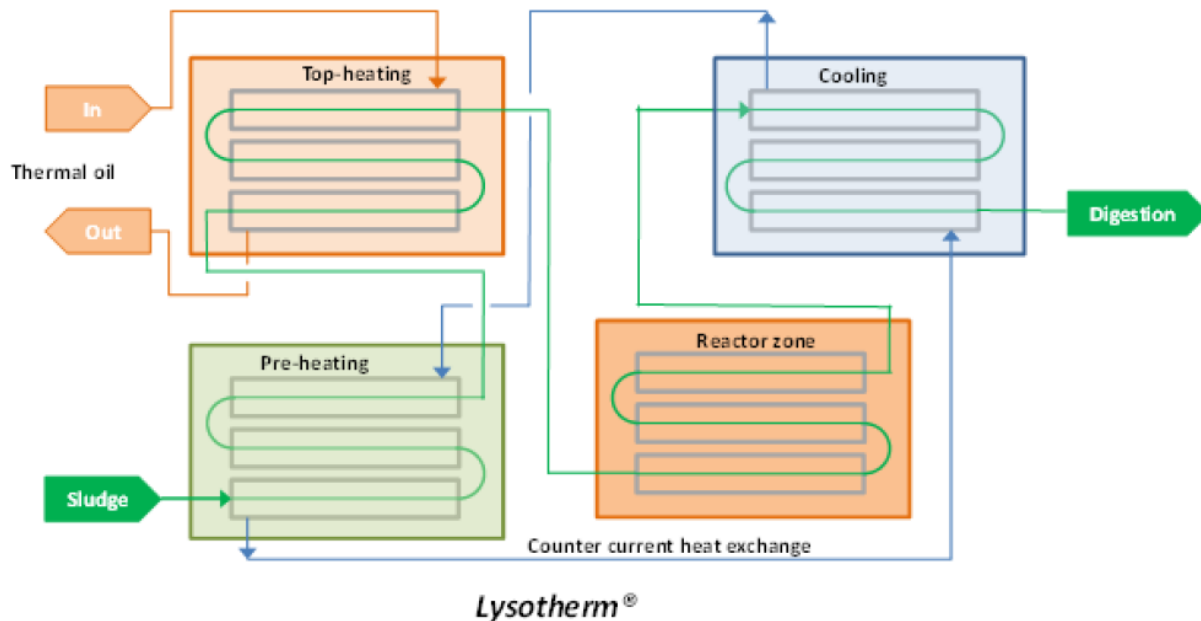 Top-heating
Cooling
In
Thermal oil
Out
Digestion
Reactor zone
Pre-heating
Sludge
Counter current heat exchange
Lysotherm®